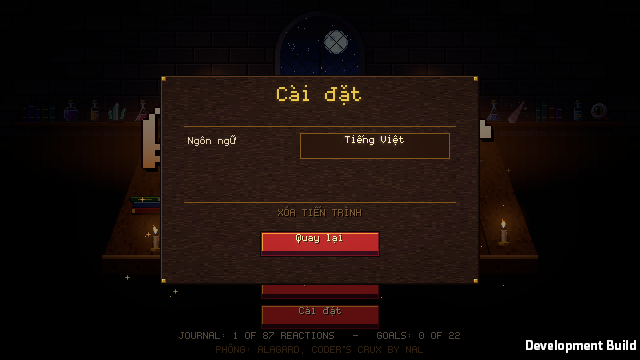 Cài đặt
Ngôn ngữ
Tiếng Việt
XÓA TIẾN TRÌNH
Quay lại
Cài đặt
JOURNAL: 1 OF 87 REACTIONS - GOALS: 0 OF 22
PHÔNG: ALAGARD, CODER'S CRUX BY NAL
Development Build